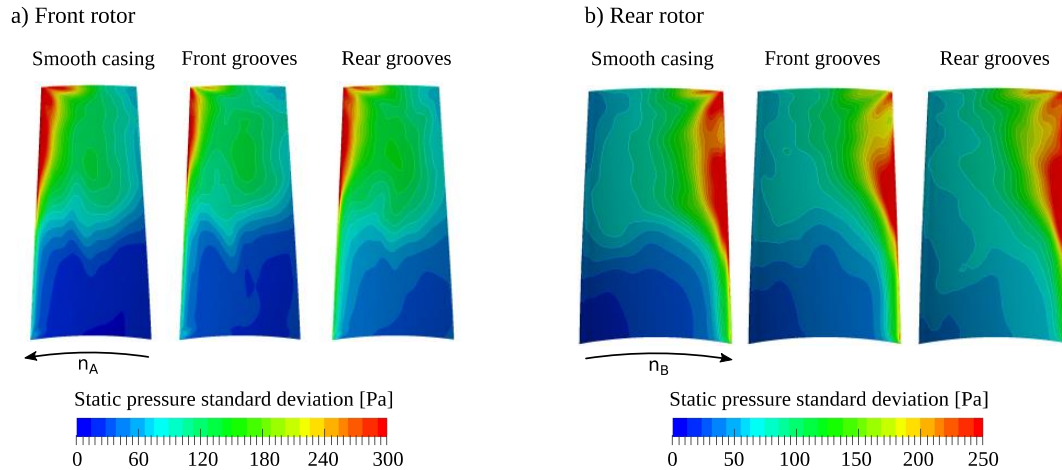 a) Front rotor
Smooth casing Front grooves Rear grooves
n_A
Static pressure standard deviation [Pa]
0 60 120 180 240 300
b) Rear rotor
Smooth casing Front grooves Rear grooves
n_B
Static pressure standard deviation [Pa]
0 50 100 150 200 250